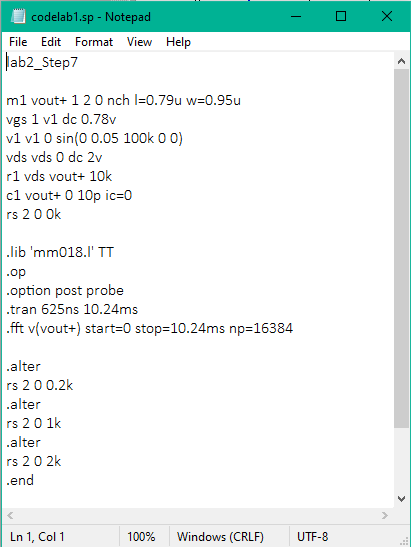 codelab1.sp - Notepad
File Edit Format View Help
lab2_Step7
m1 vout+ 1 2 0 nch l=0.79u w=0.95u
vgs 1 v1 dc 0.78v
v1 v1 0 sin(0 0.05 100k 0 0)
vds vds 0 dc 2v
r1 vds vout+ 10k
c1 vout+ 0 10p ic=0
rs 2 0 0k
.lib 'mm018.l' TT
.op
.option post probe
.tran 625ns 10.24ms
.fft v(vout+) start=0 stop=10.24ms np=16384
.alter
rs 2 0 0.2k
.alter
rs 2 0 1k
.alter
rs 2 0 2k
.end
Ln 1, Col 1 100% Windows (CRLF) UTF-8